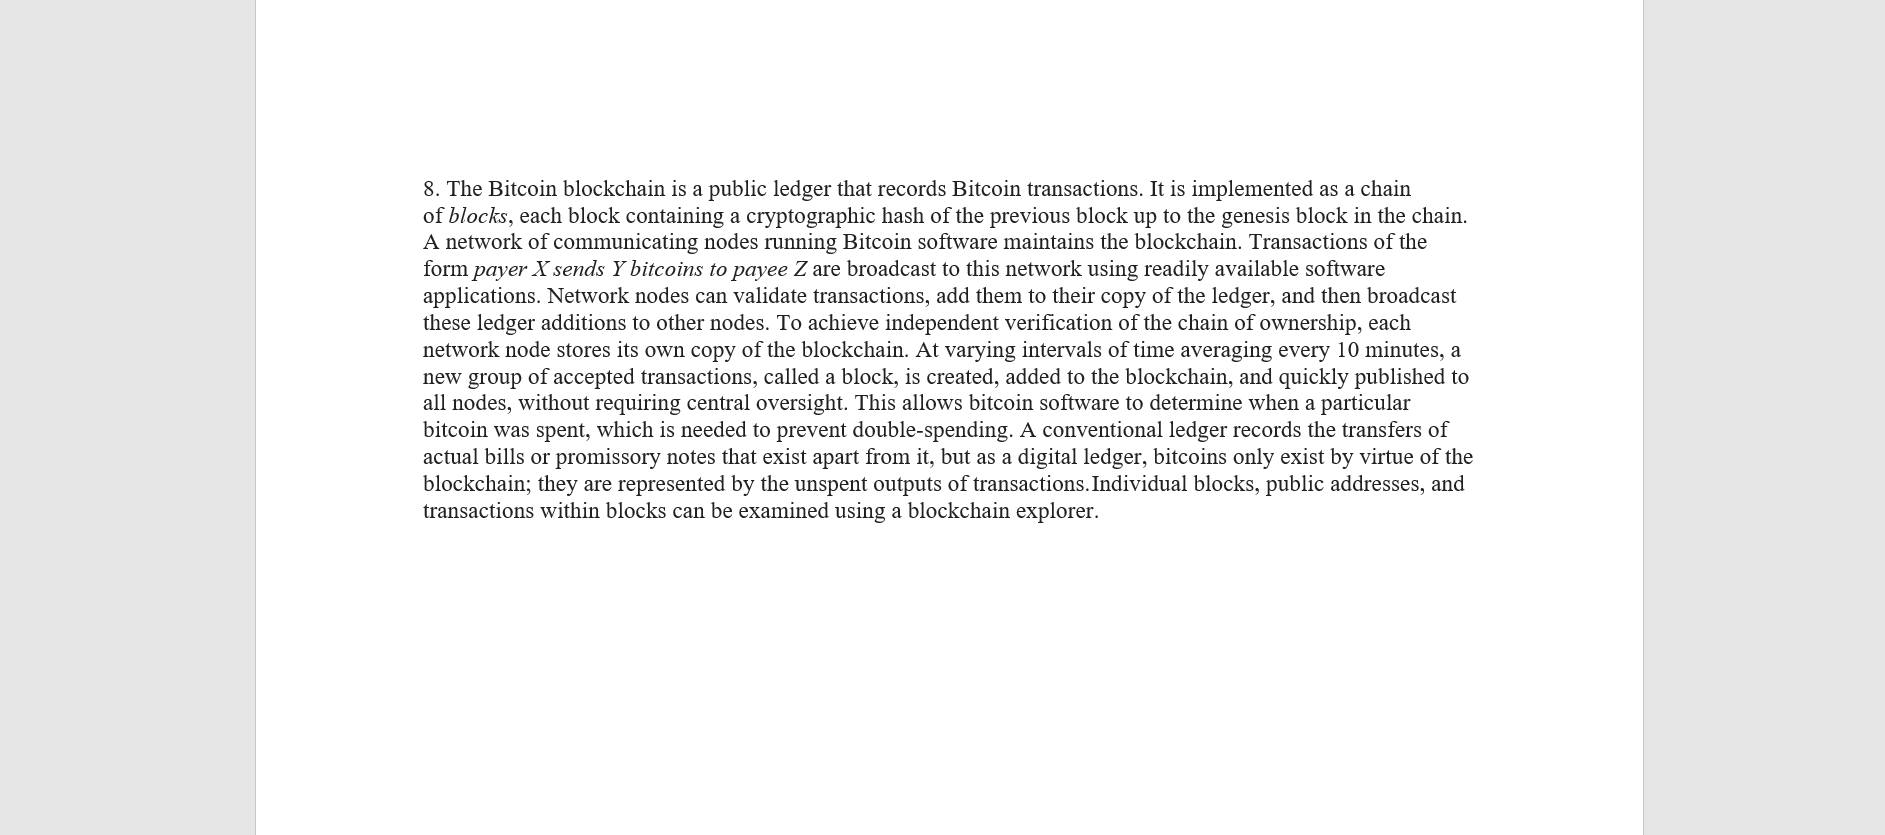 8. The Bitcoin blockchain is a public ledger that records Bitcoin transactions. It is implemented as a chain
of blocks, each block containing a cryptographic hash of the previous block up to the genesis block in the chain.
A network of communicating nodes running Bitcoin software maintains the blockchain. Transactions of the
form payer X sends Y bitcoins to payee Z are broadcast to this network using readily available software
applications. Network nodes can validate transactions, add them to their copy of the ledger, and then broadcast
these ledger additions to other nodes. To achieve independent verification of the chain of ownership, each
network node stores its own copy of the blockchain. At varying intervals of time averaging every 10 minutes, a
new group of accepted transactions, called a block, is created, added to the blockchain, and quickly published to
all nodes, without requiring central oversight. This allows bitcoin software to determine when a particular
bitcoin was spent, which is needed to prevent double-spending. A conventional ledger records the transfers of
actual bills or promissory notes that exist apart from it, but as a digital ledger, bitcoins only exist by virtue of the
blockchain; they are represented by the unspent outputs of transactions.Individual blocks, public addresses, and
transactions within blocks can be examined using a blockchain explorer.